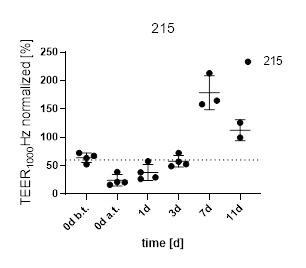 215
TEER1000Hz normalized [%]
250
200
150
100
50
0
215
0d b.t.
0d a.t.
1d
3d
7d
11d
time [d]